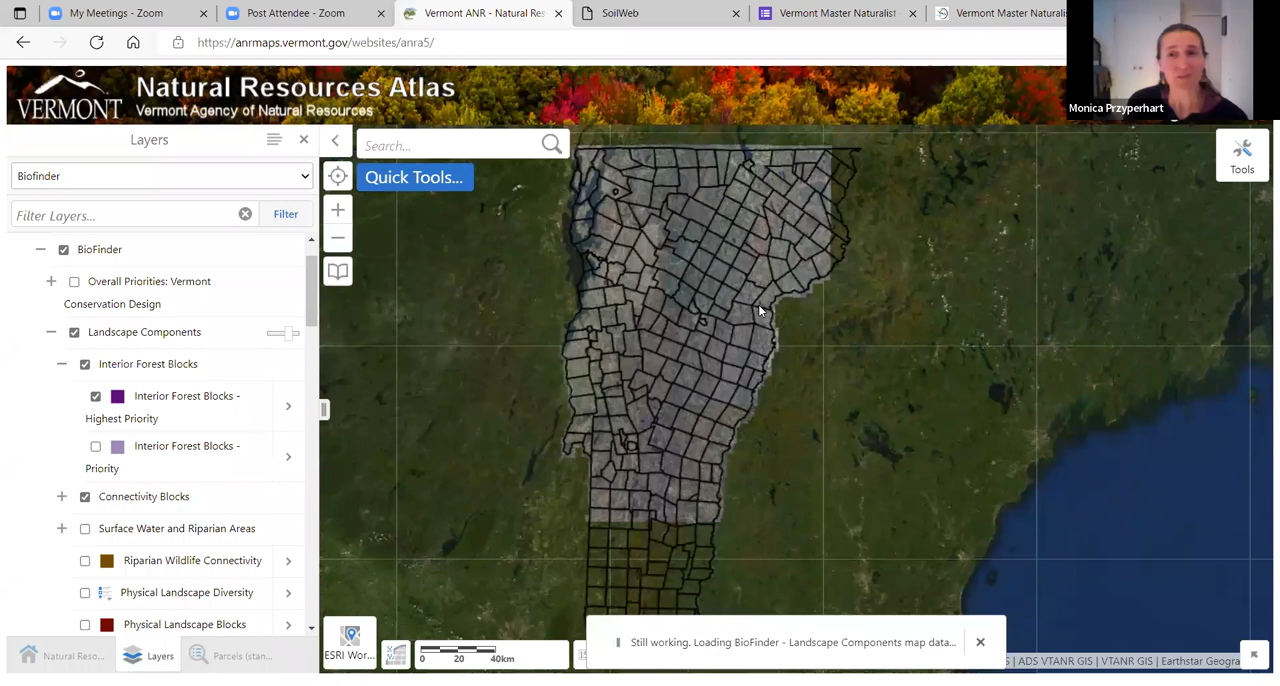 My Meetings - Zoom
Post Attendee - Zoom
Vermont ANR - Natural Res
SoilWeb
Vermont Master Naturalist
Vermont Master Naturali
https://anrmaps.vermont.gov/websites/anra5/
Monica Przyperhart
VERMONT
Natural Resources Atlas
Vermont Agency of Natural Resources
Layers
Search...
Tools
Biofinder
Quick Tools...
Filter Layers...
Filter
BioFinder
Overall Priorities: Vermont
Conservation Design
Landscape Components
Interior Forest Blocks
Interior Forest Blocks -
Highest Priority
Interior Forest Blocks -
Priority
Connectivity Blocks
Surface Water and Riparian Areas
Riparian Wildlife Connectivity
Physical Landscape Diversity
Physical Landscape Blocks
Natural Reso...
Layers
Parcels (stan...
ESRI Wor...
0 20 40km
Still working. Loading BioFinder - Landscape Components map data...
| ADS VTANR GIS | VTANR GIS | Earthstar Geogra